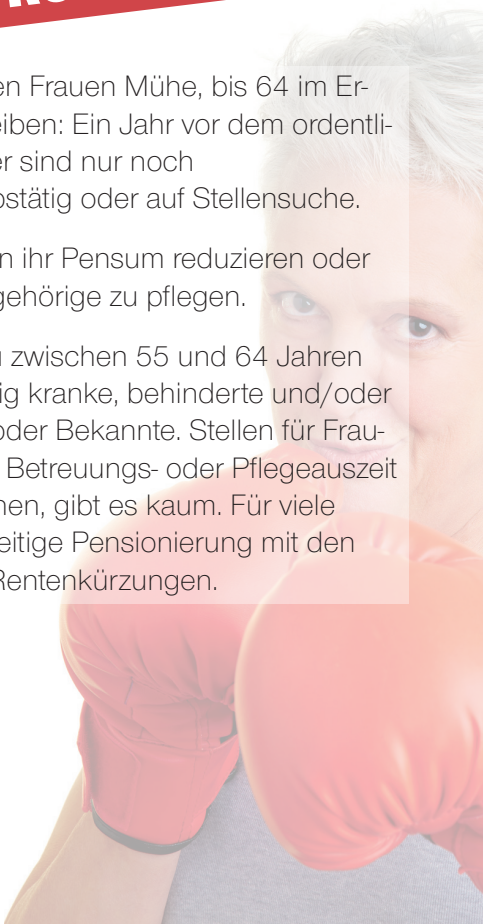 en Frauen Mühe, bis 64 im Er-
eiben: Ein Jahr vor dem ordentli-
er sind nur noch
bstätig oder auf Stellensuche.
n ihr Pensum reduzieren oder
gehörige zu pflegen.
zwischen 55 und 64 Jahren
ig kranke, behinderte und/oder
oder Bekannte. Stellen für Frau-
Betreuungs- oder Pflegeauszeit
nen, gibt es kaum. Für viele
eitige Pensionierung mit den
Rentenkürzungen.